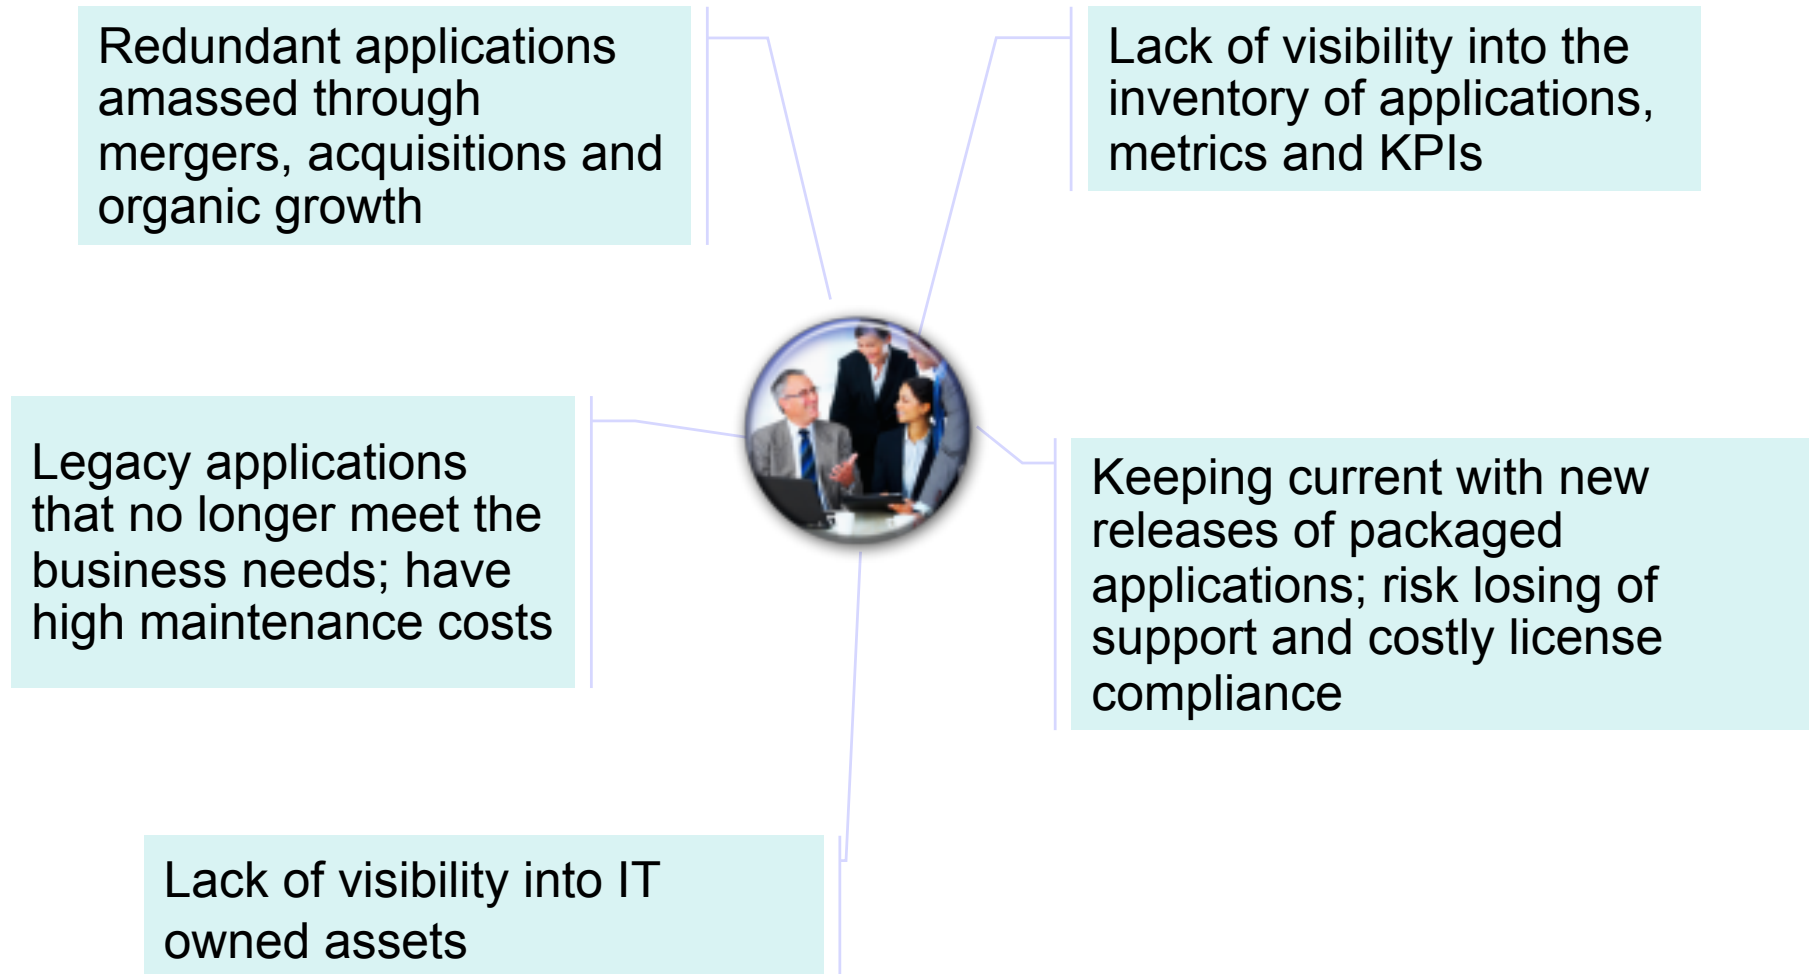 Redundant applications
amassed through
mergers, acquisitions and
organic growth
Lack of visibility into the
inventory of applications,
metrics and KPIs
Legacy applications
that no longer meet the
business needs; have
high maintenance costs
Keeping current with new
releases of packaged
applications; risk losing of
support and costly license
compliance
Lack of visibility into IT
owned assets